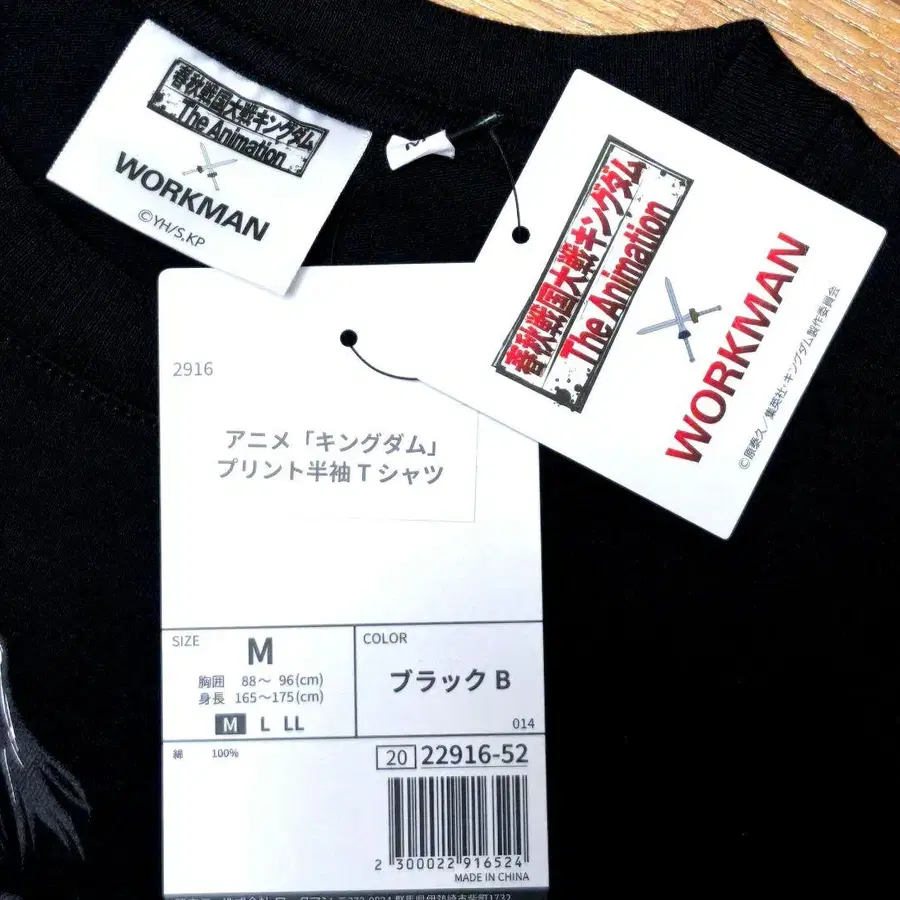 春秋戦国大戦キングダム
The Animation
WORKMAN
©YH/S,KP
春秋戦国大戦キングダム
The Animation
WORKMAN
©原泰久／集英社・キングダム製作委員会
2916
アニメ「キングダム」
プリント半袖Tシャツ
SIZE
M
胸囲 88～ 96(cm)
身長 165～175(cm)
M L LL
COLOR
ブラック B
014
綿 100%
20 22916-52
2 300022 916524
MADE IN CHINA